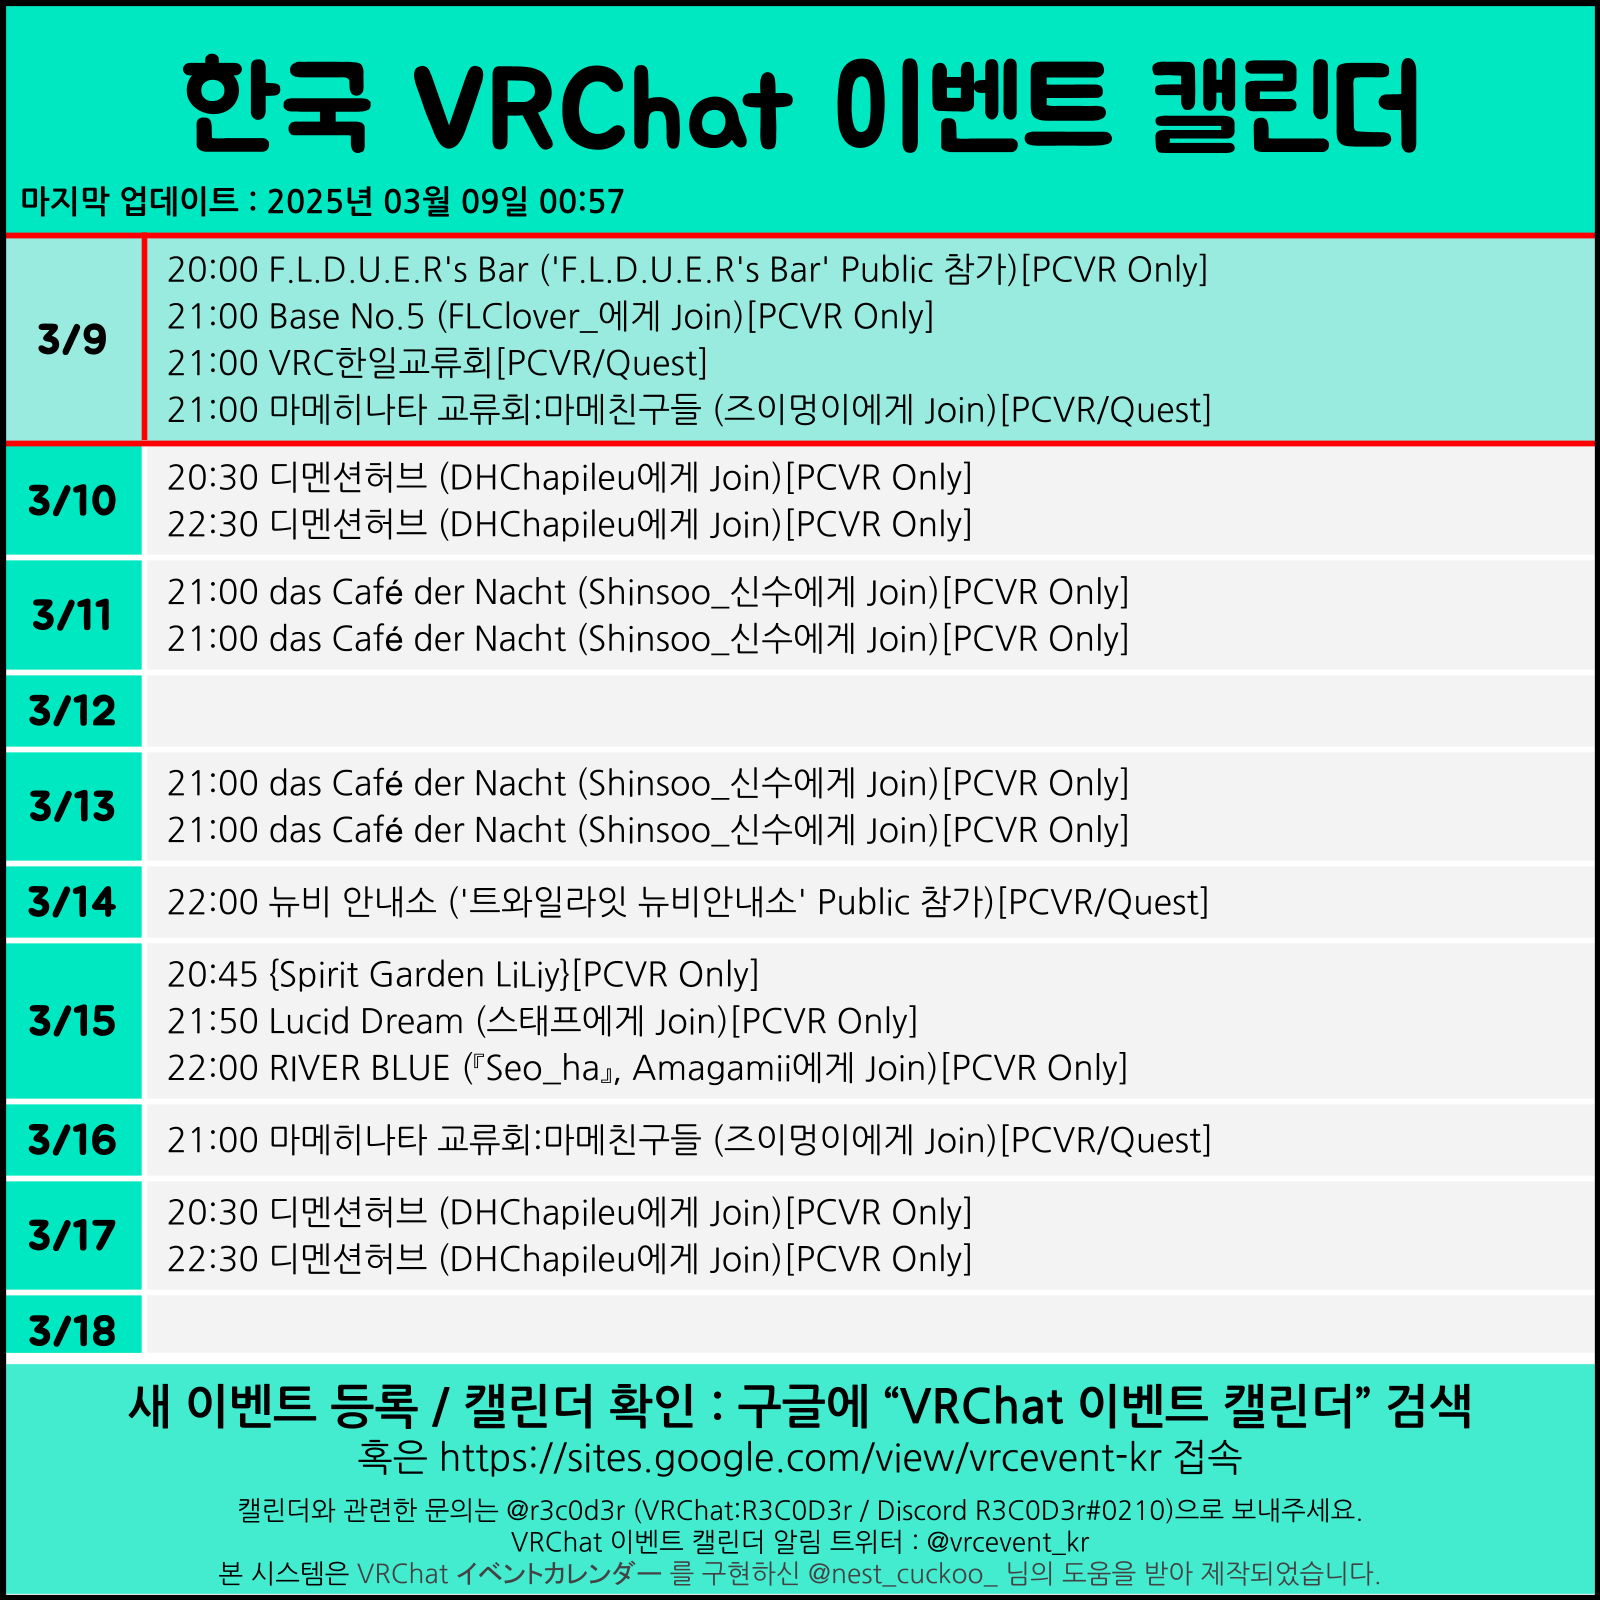 한국 VRChat 이벤트 캘린더
마지막 업데이트 : 2025년 03월 09일 00:57
3/9
20:00 F.L.D.U.E.R's Bar ('F.L.D.U.E.R's Bar' Public 참가)[PCVR Only]
21:00 Base No.5 (FLClover_에게 Join)[PCVR Only]
21:00 VRC한일교류회[PCVR/Quest]
21:00 마메히나타 교류회:마메친구들 (즈이멍이에게 Join)[PCVR/Quest]
3/10
20:30 디멘션허브 (DHChapileu에게 Join)[PCVR Only]
22:30 디멘션허브 (DHChapileu에게 Join)[PCVR Only]
3/11
21:00 das Café der Nacht (Shinsoo_신수에게 Join)[PCVR Only]
21:00 das Café der Nacht (Shinsoo_신수에게 Join)[PCVR Only]
3/12
3/13
21:00 das Café der Nacht (Shinsoo_신수에게 Join)[PCVR Only]
21:00 das Café der Nacht (Shinsoo_신수에게 Join)[PCVR Only]
3/14
22:00 뉴비 안내소 ('트와일라잇 뉴비안내소' Public 참가)[PCVR/Quest]
3/15
20:45 {Spirit Garden LiLiy}[PCVR Only]
21:50 Lucid Dream (스태프에게 Join)[PCVR Only]
22:00 RIVER BLUE (『Seo_ha』, Amagamii에게 Join)[PCVR Only]
3/16
21:00 마메히나타 교류회:마메친구들 (즈이멍이에게 Join)[PCVR/Quest]
3/17
20:30 디멘션허브 (DHChapileu에게 Join)[PCVR Only]
22:30 디멘션허브 (DHChapileu에게 Join)[PCVR Only]
3/18
새 이벤트 등록 / 캘린더 확인 : 구글에 “VRChat 이벤트 캘린더” 검색
혹은 https://sites.google.com/view/vrcevent-kr 접속
캘린더와 관련한 문의는 @r3c0d3r (VRChat:R3C0D3r / Discord R3C0D3r#0210)으로 보내주세요.
VRChat 이벤트 캘린더 알림 트위터 : @vrcevent_kr
본 시스템은 VRChat イベントカレンダー 를 구현하신 @nest_cuckoo_ 님의 도움을 받아 제작되었습니다.